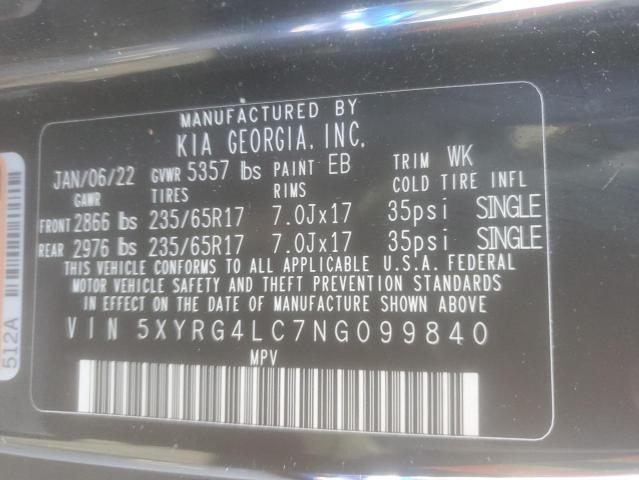 MANUFACTURED BY
KIA GEORGIA, INC.
JAN/06/22 GVWR 5357 lbs PAINT EB TRIM WK
GAWR TIRES RIMS COLD TIRE INFL
FRONT 2866 lbs 235/65R17 7.0Jx17 35psi SINGLE
REAR 2976 lbs 235/65R17 7.0Jx17 35psi SINGLE
THIS VEHICLE CONFORMS TO ALL APPLICABLE U.S.A. FEDERAL
MOTOR VEHICLE SAFETY AND THEFT PREVENTION STANDARDS
IN EFFECT ON THE DATE OF MANUFACTURE SHOWN ABOVE.
VIN 5XYRG4LC7NG099840
MPV
512A